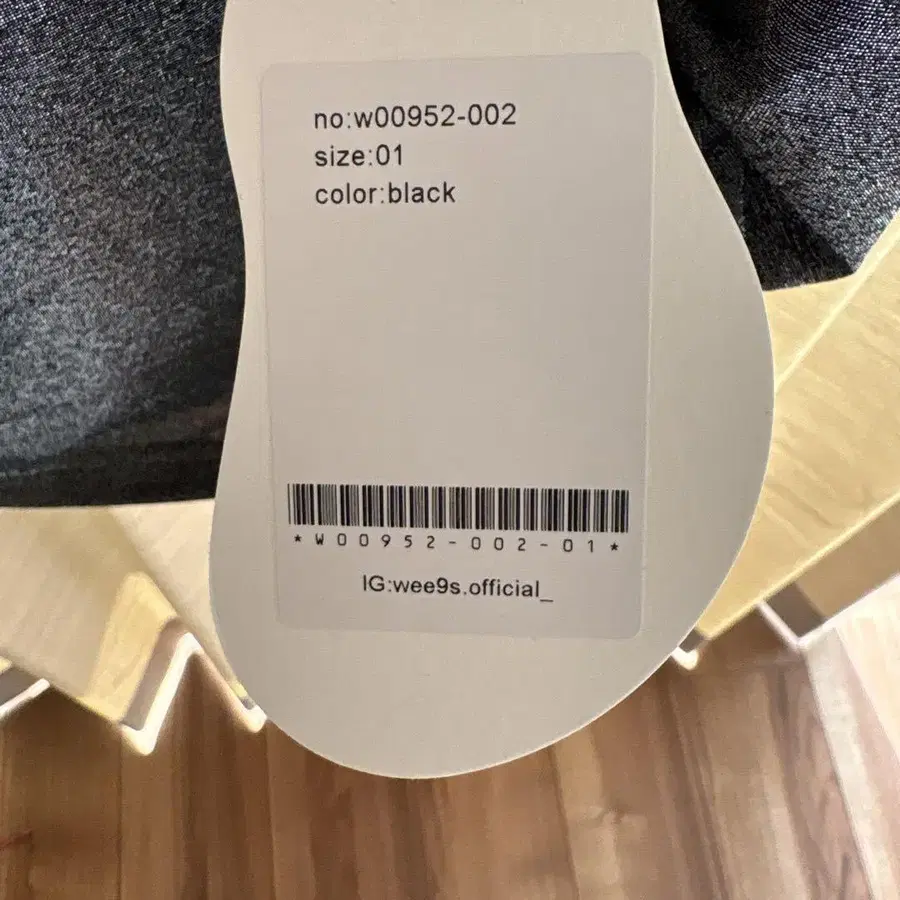 no:w00952-002
size:01
color:black
*W00952-002-01*
IG:wee9s.official_